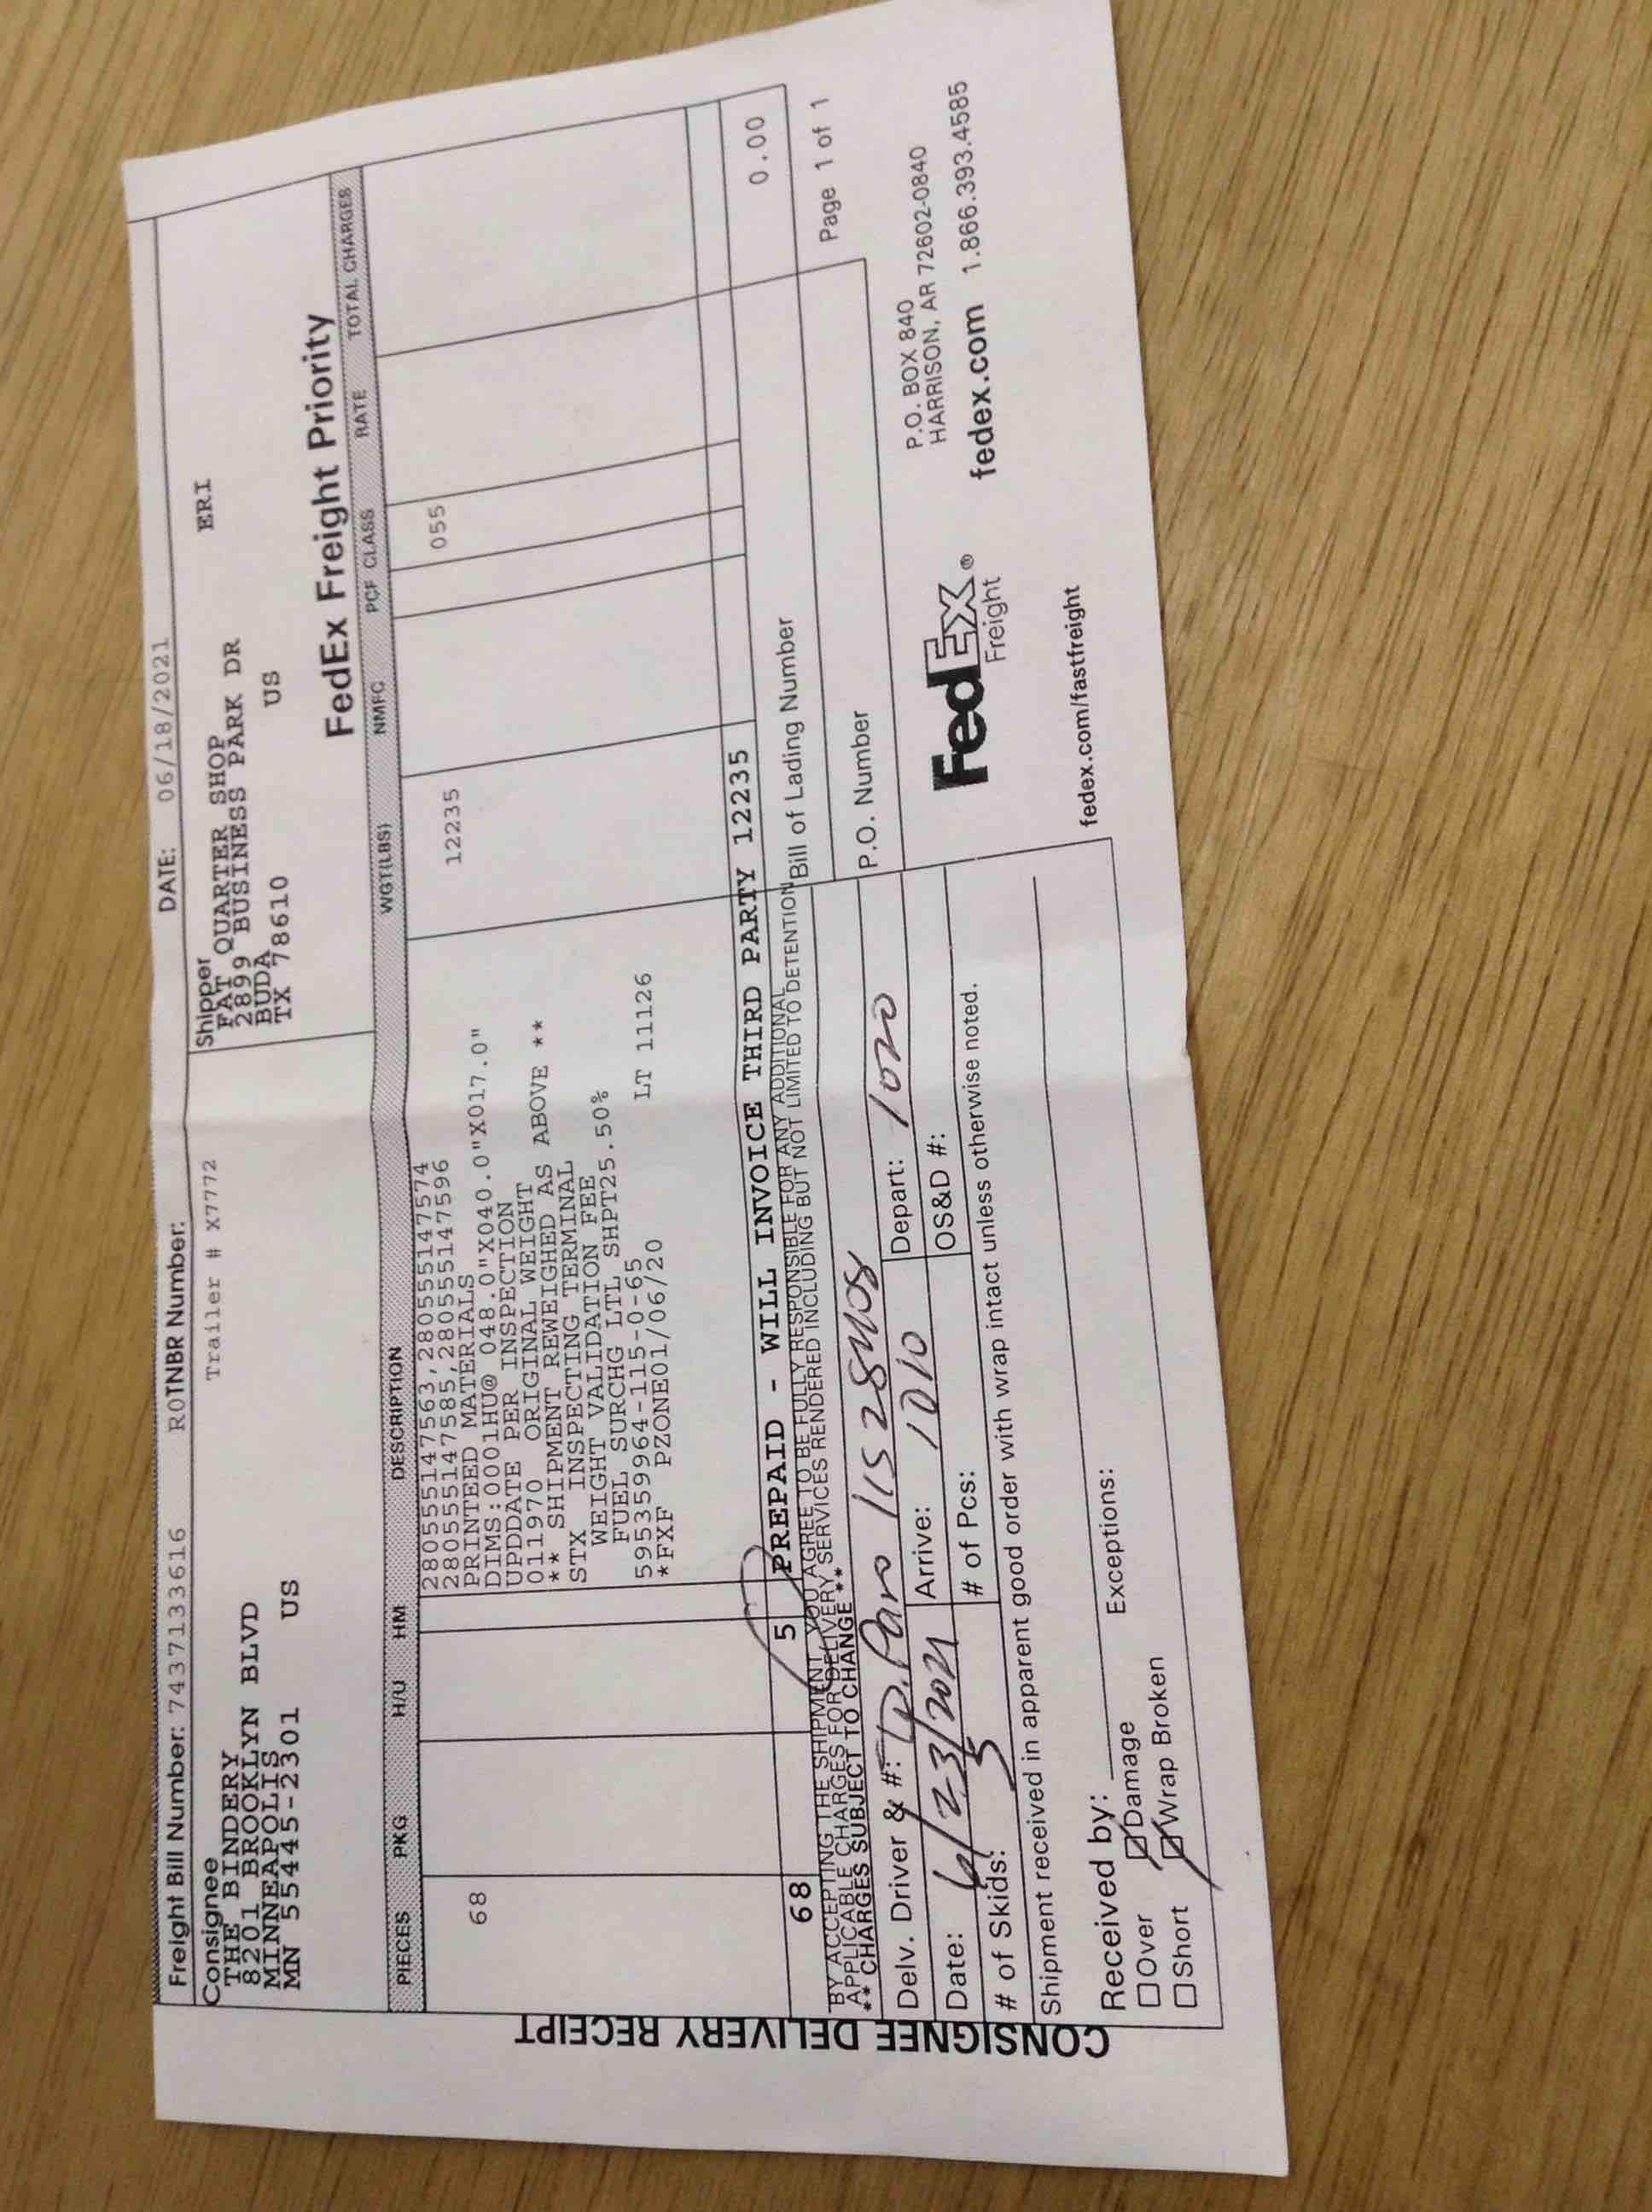 Freight Bill Number: 7437133616 ROTNBR Number: DATE: 06/18/2021
Consignee Trailer # X7772 Shipper ERI
THE BINDERY FAT QUARTER SHOP
8201 BROOKLYN BLVD 2899 BUSINESS PARK DR
MINNEAPOLIS BUDA
MN 55445-2301 US TX 78610 US
FedEx Freight Priority
PIECES PKG H/U HM DESCRIPTION WGT(LBS) NMFC PCF CLASS RATE TOTAL CHARGES
28055514 7563,28055514 7574
28055514 7585,28055514 7596
68 PRINTEED MATERIALS 12235 055
DIMS:0001HU@ 048.0"X040.0"X017.0"
UPDDATE PER INSPECTION
011970 ORIGINAL WEIGHT
** SHIPMENT REWEIGHED AS ABOVE **
STX INSPECTING TERMINAL
WEIGHT VALIDATION FEE
FUEL SURCHG LTL SHPT25.50%
595359964-115-0-65 LT 11126
*FXF PZONE01/06/20
68 5 PREPAID - WILL INVOICE THIRD PARTY 12235 0.00
BY ACCEPTING THE SHIPMENT, YOU AGREE TO BE FULLY RESPONSIBLE FOR ANY ADDITIONAL
APPLICABLE CHARGES FOR DELIVERY SERVICES RENDERED INCLUDING BUT NOT LIMITED TO DETENTION
** CHARGES SUBJECT TO CHANGE **
Bill of Lading Number Page 1 of 1
Delv. Driver & #: P.O. Number
Date: 6/23/2021 Arrive: 1010 Depart: 1020
# of Skids: 5 # of Pcs: OS&D #:
Shipment received in apparent good order with wrap intact unless otherwise noted.
Received by:
Over Damage Exceptions:
Short Wrap Broken
P.O. BOX 840
HARRISON, AR 72602-0840
FedEx® fedex.com 1.866.393.4585
Freight
fedex.com/fastfreight
CONSIGNEE DELIVERY RECEIPT